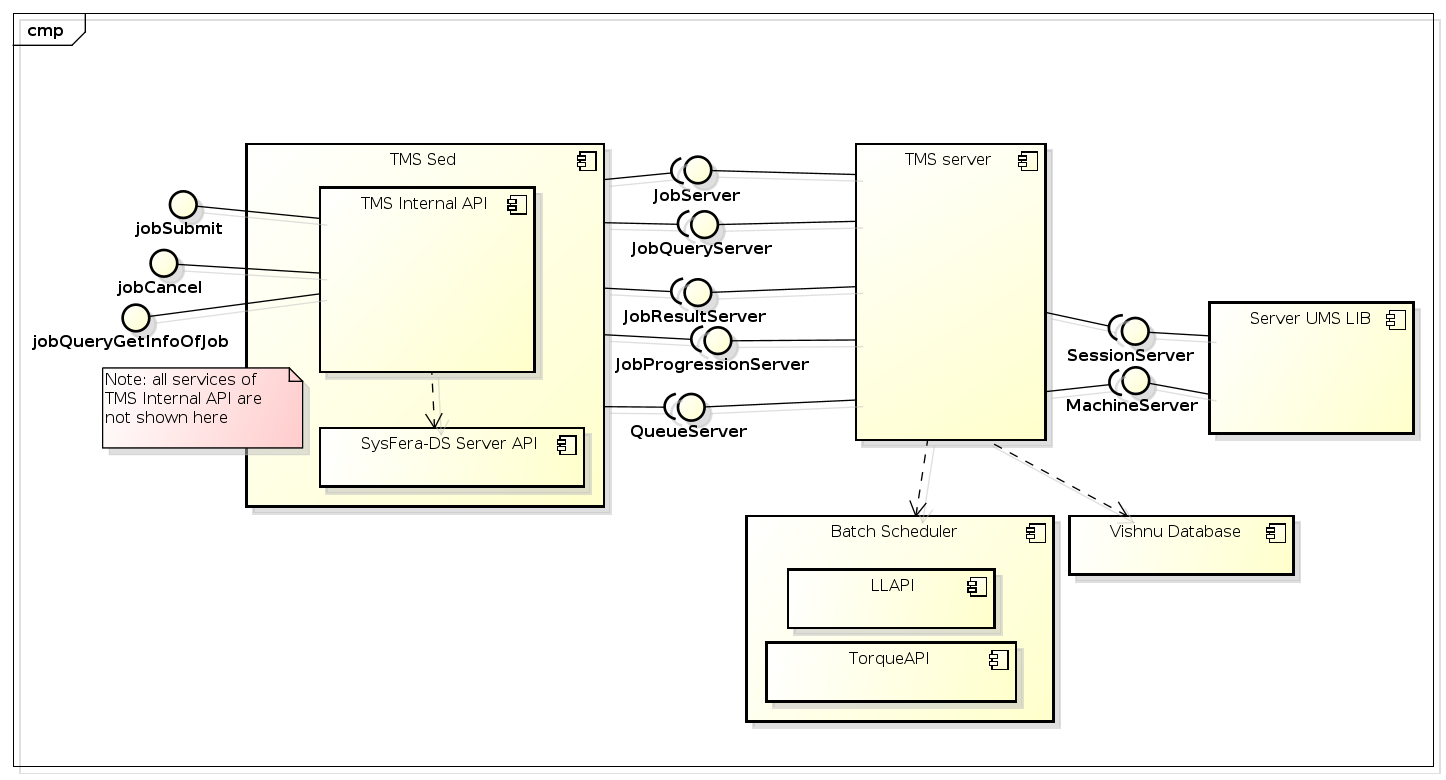 cmp
TMS Sed
TMS Internal API
jobSubmit
jobCancel
jobQueryGetInfoOfJob
Note: all services of
TMS Internal API are
not shown here
SysFera-DS Server API
JobServer
JobQueryServer
JobResultServer
JobProgressionServer
QueueServer
TMS server
SessionServer
MachineServer
Server UMS LIB
Batch Scheduler
LLAPI
TorqueAPI
Vishnu Database